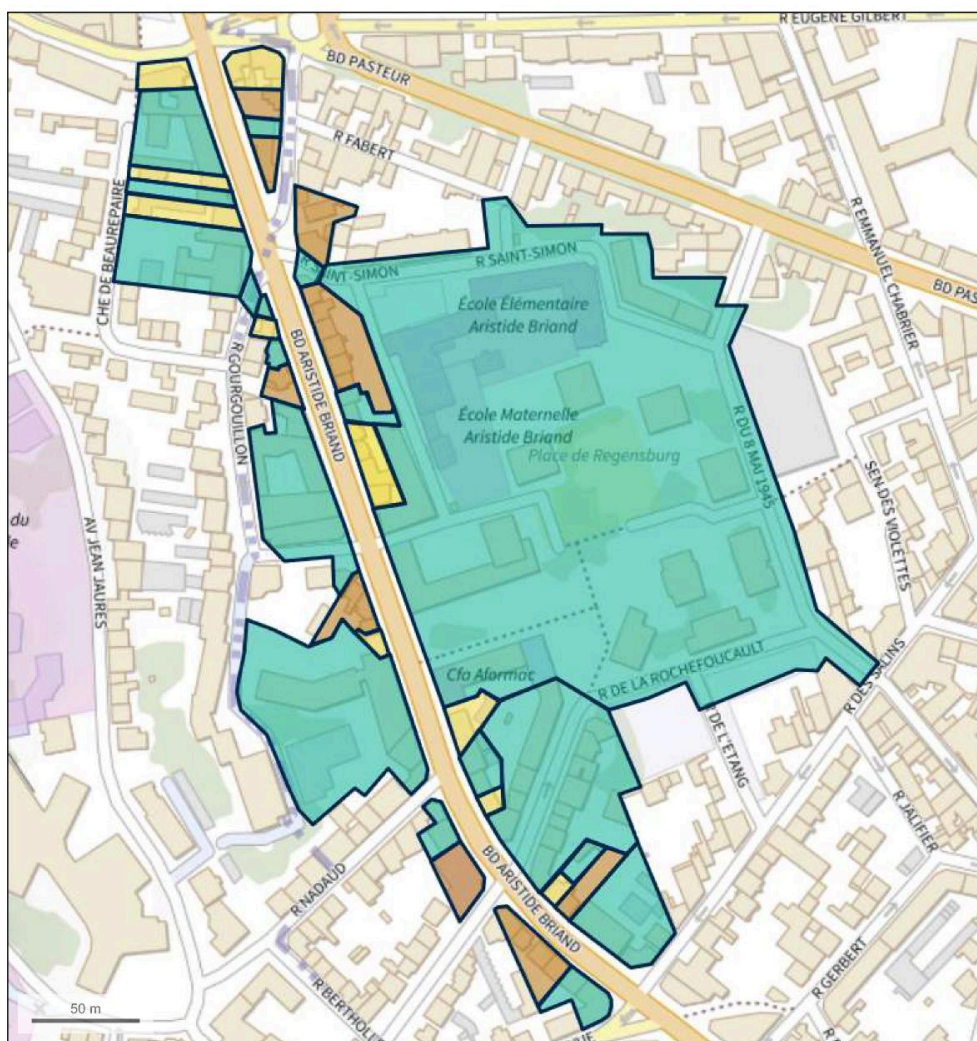 R EUGENE GILBERT
BD PASTEUR
R FABERT
CHE DE BEAUREPAIRE
R EMMANUEL CHABRIER
R SAINT-SIMON
R SAINT-SIMON
BD PAS
École Élémentaire
Aristide Briand
R GOURGOUILLON
BD ARISTIDE BRIAND
École Maternelle
Aristide Briand
Place de Regensburg
R DU 8 MAI 1945
SEN DES VIOLETTES
du
le
AV JEAN JAURES
Cfa Aformac
R DE LA ROCHEFOUCAULT
R DES SALINS
DE L'ETANG
R JALIFIER
R NADAUD
BD ARISTIDE BRIAND
R BERTHOLLET
R GERBERT
50 m